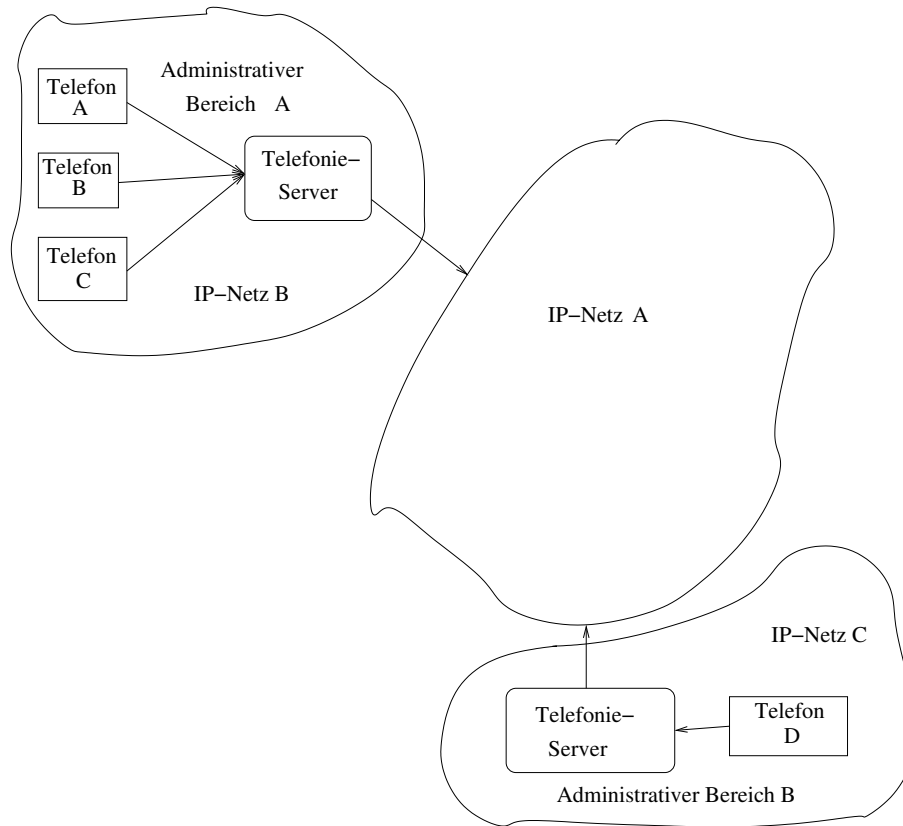 Administrativer
Bereich A
Telefon
A
Telefon
B
Telefon
C
Telefonie−
Server
IP−Netz B
IP−Netz A
IP−Netz C
Telefonie−
Server
Telefon
D
Administrativer Bereich B